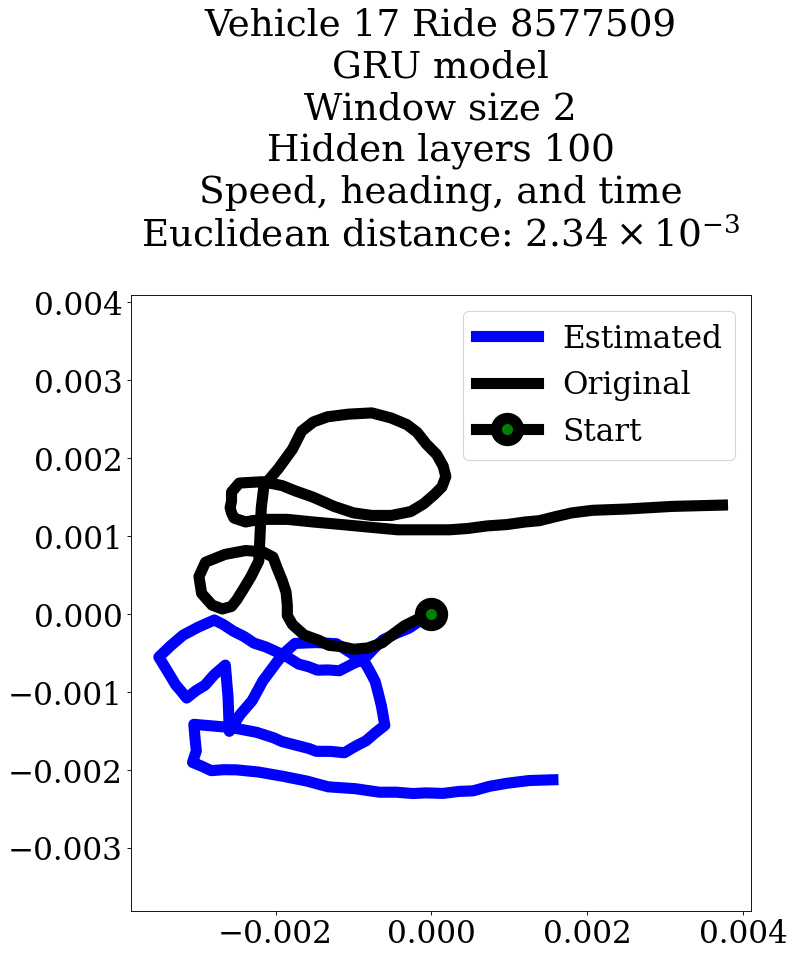 Vehicle 17 Ride 8577509
GRU model
Window size 2
Hidden layers 100
Speed, heading, and time
Euclidean distance: 2.34 × 10⁻³
Estimated
Original
Start
0.004
0.003
0.002
0.001
0.000
−0.001
−0.002
−0.003
−0.002 0.000 0.002 0.004